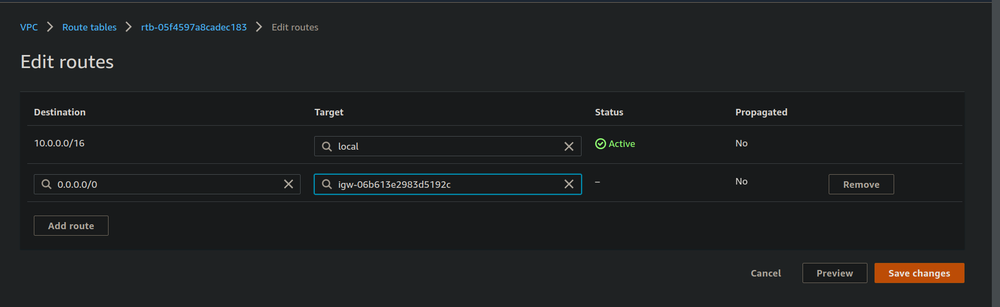 VPC > Route tables > rtb-05f4597a8cadec183 > Edit routes
Edit routes
Destination Target Status Propagated
10.0.0.0/16 local Active No
0.0.0.0/0 igw-06b613e2983d5192c – No Remove
Add route
Cancel Preview Save changes